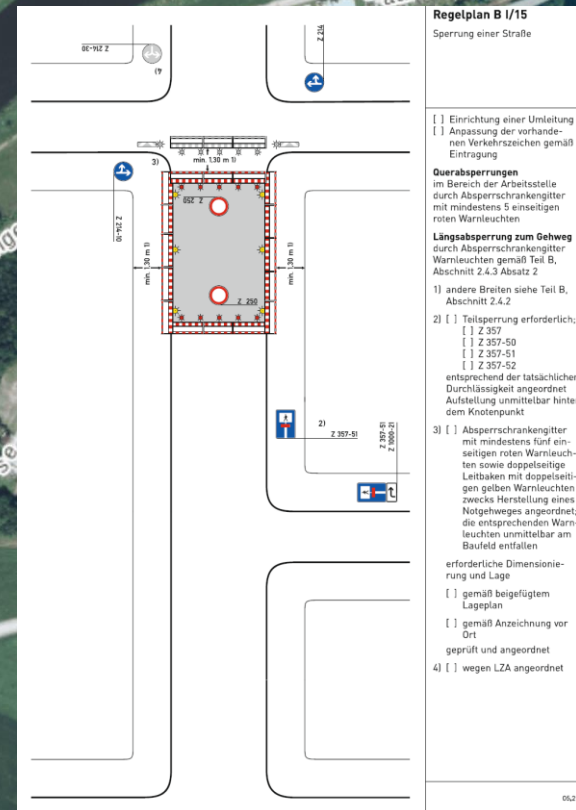 Regelplan B I/15
Sperrung einer Straße
[ ] Einrichtung einer Umleitung
[ ] Anpassung der vorhande-
nen Verkehrszeichen gemäß
Eintragung
Querabsperrungen
im Bereich der Arbeitsstelle
durch Absperrschrankengitter
mit mindestens 5 einseitigen
roten Warnleuchten
Längsabsperrung zum Gehweg
durch Absperrschrankengitter
Warnleuchten gemäß Teil B,
Abschnitt 2.4.3 Absatz 2
1) andere Breiten siehe Teil B,
Abschnitt 2.4.2
2) [ ] Teilsperrung erforderlich;
[ ] Z 357
[ ] Z 357-50
[ ] Z 357-51
[ ] Z 357-52
entsprechend der tatsächlichen
Durchlässigkeit angeordnet
Aufstellung unmittelbar hinter
dem Knotenpunkt
3) [ ] Absperrschrankengitter
mit mindestens fünf ein-
seitigen roten Warnleuch-
ten sowie doppelseitige
Leitbaken mit doppelseiti-
gen gelben Warnleuchten
zwecks Herstellung eines
Notgehweges angeordnet;
die entsprechenden Warn-
leuchten unmittelbar am
Baufeld entfallen
erforderliche Dimensionie-
rung und Lage
[ ] gemäß beigefügtem
Lageplan
[ ] gemäß Anzeichnung vor
Ort
geprüft und angeordnet
4) [ ] wegen LZA angeordnet
Z 214-30
4)
Z 214
3)
min. 1,30 m 1)
Z 214-10
Z 250
min. 1,30 m 1)
min. 1,30 m 1)
Z 250
2)
Z 357-51
Z 357-51
Z 1000-21